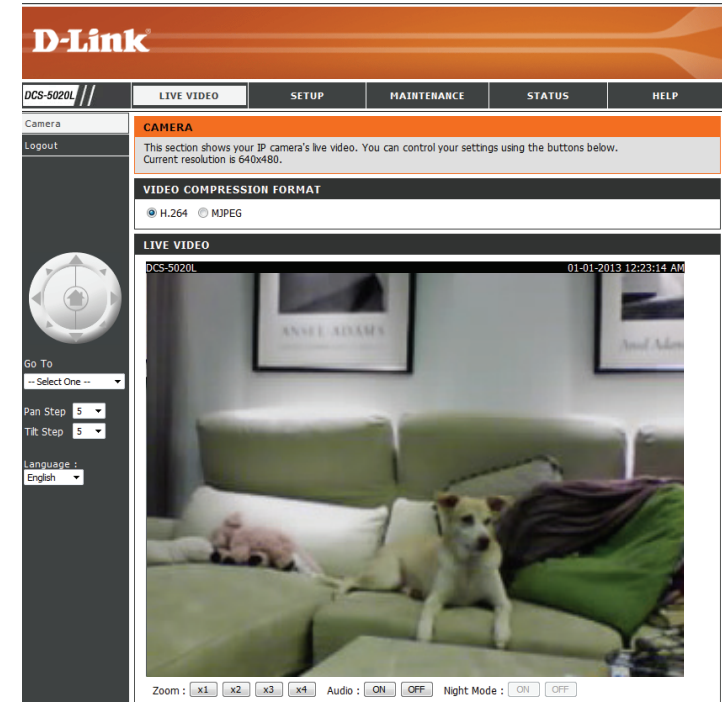 D-Link
DCS-5020L
LIVE VIDEO
SETUP
MAINTENANCE
STATUS
HELP
Camera
Logout
Go To
-- Select One --
Pan Step 5
Tilt Step 5
Language :
English
CAMERA
This section shows your IP camera's live video. You can control your settings using the buttons below.
Current resolution is 640x480.
VIDEO COMPRESSION FORMAT
H.264 MJPEG
LIVE VIDEO
DCS-5020L 01-01-2013 12:23:14 AM
ANSEL ADAMS
Ansel Adams
Zoom : x1 x2 x3 x4 Audio : ON OFF Night Mode : ON OFF